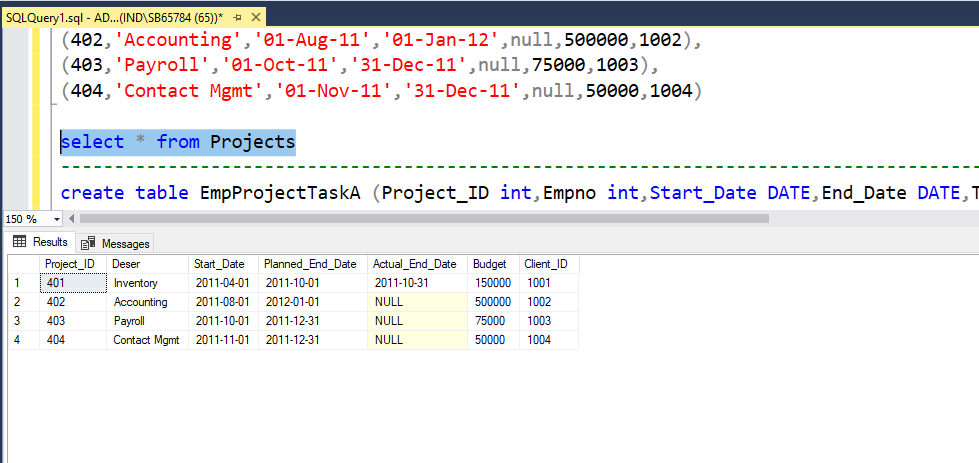 SQLQuery1.sql - AD...(IND\SB65784 (65))*
(402,'Accounting','01-Aug-11','01-Jan-12',null,500000,1002),
(403,'Payroll','01-Oct-11','31-Dec-11',null,75000,1003),
(404,'Contact Mgmt','01-Nov-11','31-Dec-11',null,50000,1004)
select * from Projects
create table EmpProjectTaskA (Project_ID int,Empno int,Start_Date DATE,End_Date DATE,T
150 %
Results Messages
Project_ID Deser Start_Date Planned_End_Date Actual_End_Date Budget Client_ID
1 401 Inventory 2011-04-01 2011-10-01 2011-10-31 150000 1001
2 402 Accounting 2011-08-01 2012-01-01 NULL 500000 1002
3 403 Payroll 2011-10-01 2011-12-31 NULL 75000 1003
4 404 Contact Mgmt 2011-11-01 2011-12-31 NULL 50000 1004